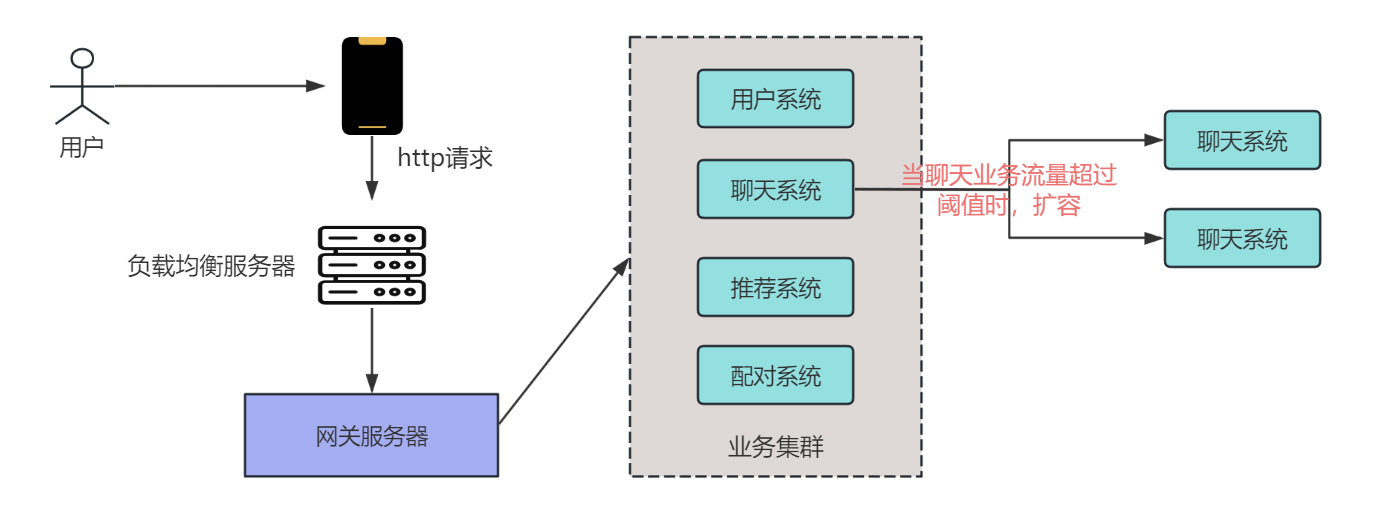 用户
http请求
负载均衡服务器
网关服务器
用户系统
聊天系统
推荐系统
配对系统
业务集群
当聊天业务流量超过
阈值时，扩容
聊天系统
聊天系统